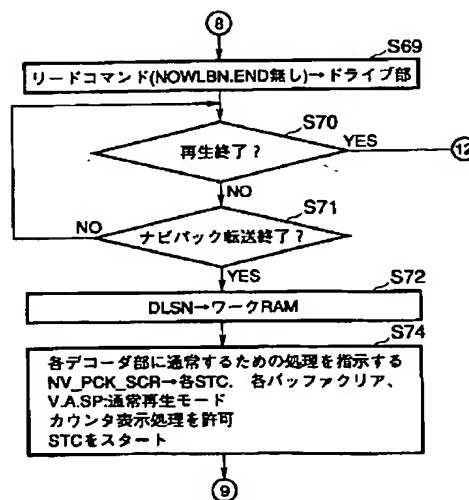 8
S69
リードコマンド(NOWLBN.END無し)→ドライブ部
S70
再生終了？
YES
12
NO
S71
NO
ナビパック転送終了？
YES
S72
DLSN→ワークRAM
S74
各デコーダ部に通常するための処理を指示する
NV_PCK_SCR→各STC. 各バッファクリア、
V.A.SP:通常再生モード
カウンタ表示処理を許可
STCをスタート
9